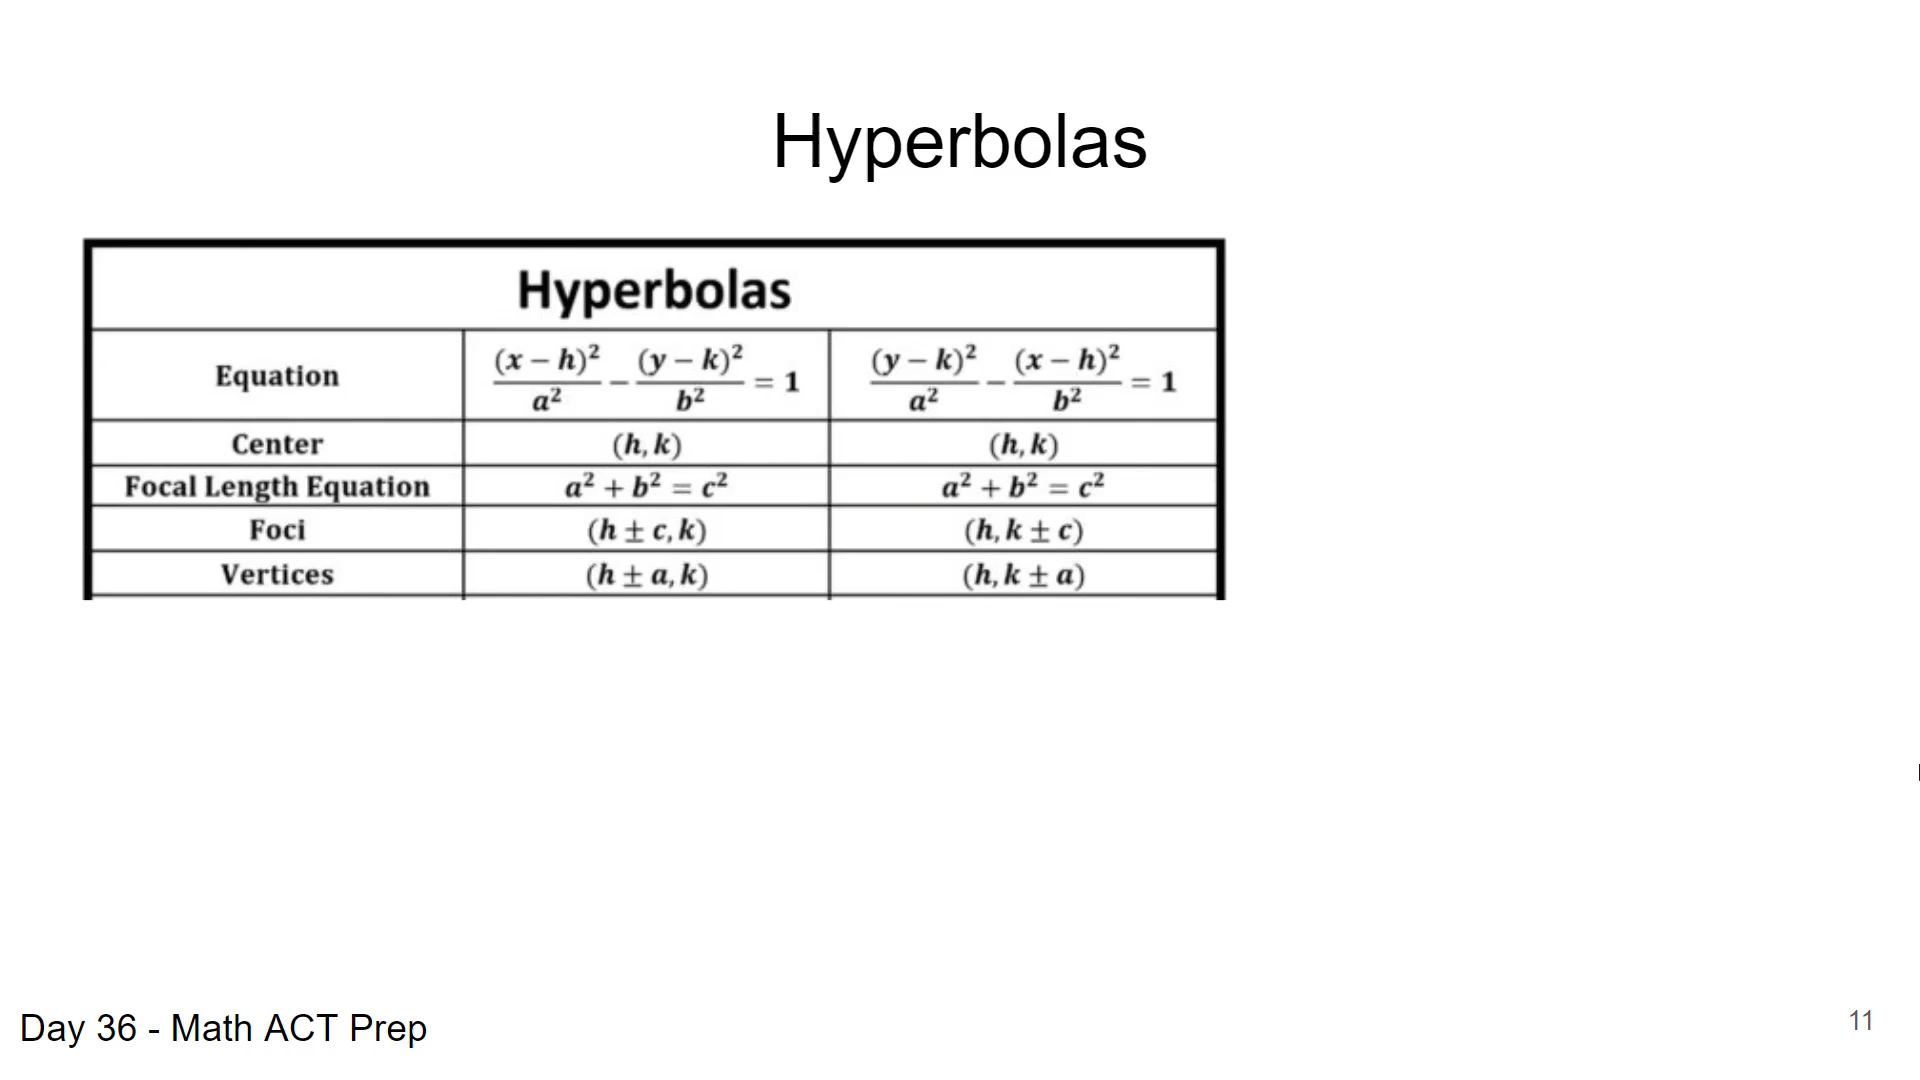 Hyperbolas
Hyperbolas
Equation (x − h)²/a² − (y − k)²/b² = 1 (y − k)²/a² − (x − h)²/b² = 1
Center (h, k) (h, k)
Focal Length Equation a² + b² = c² a² + b² = c²
Foci (h ± c, k) (h, k ± c)
Vertices (h ± a, k) (h, k ± a)
Day 36 - Math ACT Prep
11